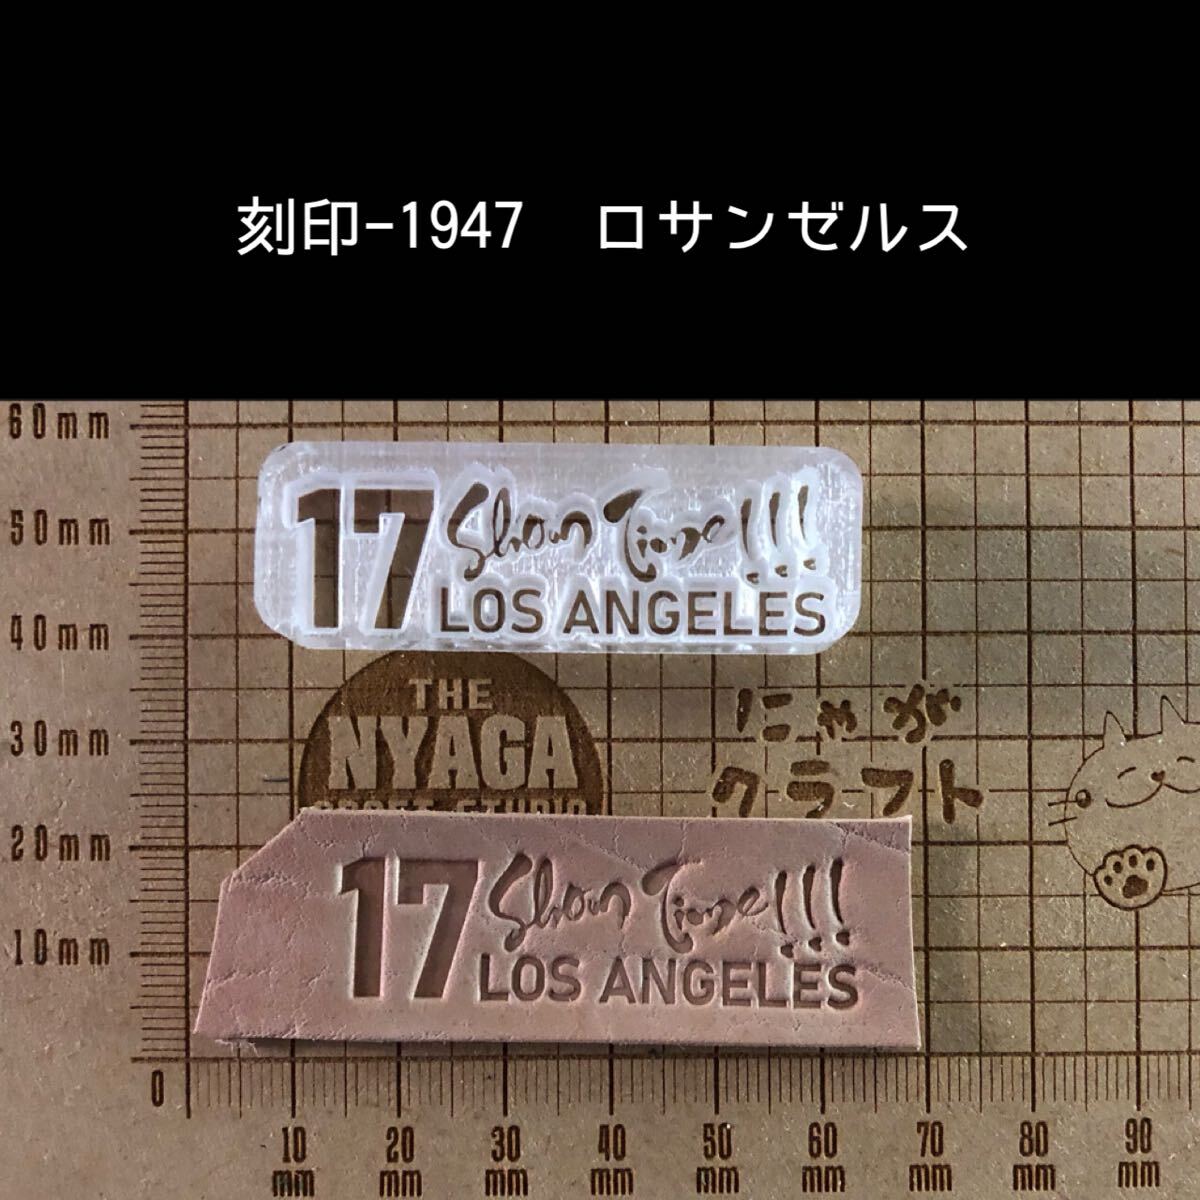 刻印-1947　ロサンゼルス
60mm
50mm
40mm
30mm
20mm
10mm
0
17 Show Time!!!
LOS ANGELES
THE
NYAGA
にゃが
クラフト
17 Show Time!!!
LOS ANGELES
10 20 30 40 50 60 70 80 90
mm mm mm mm mm mm mm mm mm